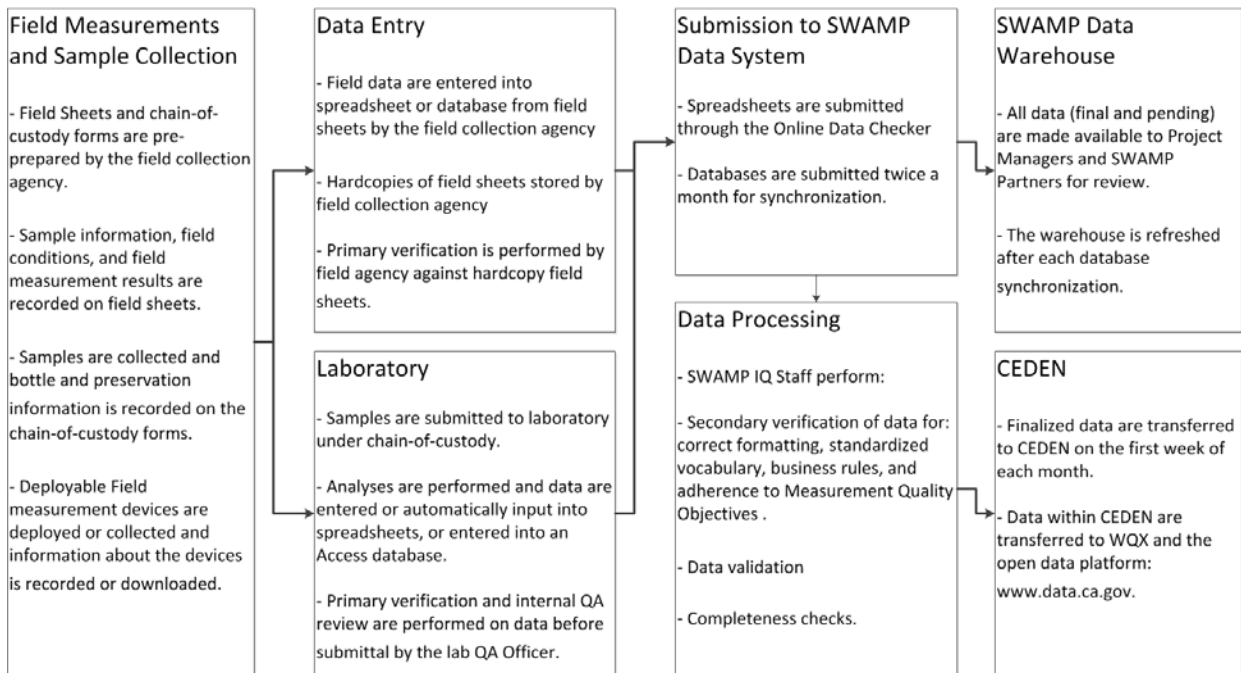 Field Measurements
and Sample Collection
- Field Sheets and chain-of-
custody forms are pre-
prepared by the field collection
agency.
- Sample information, field
conditions, and field
measurement results are
recorded on field sheets.
- Samples are collected and
bottle and preservation
information is recorded on the
chain-of-custody forms.
- Deployable Field
measurement devices are
deployed or collected and
information about the devices
is recorded or downloaded.
Data Entry
- Field data are entered into
spreadsheet or database from field
sheets by the field collection agency
- Hardcopies of field sheets stored by
field collection agency
- Primary verification is performed by
field agency against hardcopy field
sheets.
Laboratory
- Samples are submitted to laboratory
under chain-of-custody.
- Analyses are performed and data are
entered or automatically input into
spreadsheets, or entered into an
Access database.
- Primary verification and internal QA
review are performed on data before
submittal by the lab QA Officer.
Submission to SWAMP
Data System
- Spreadsheets are submitted
through the Online Data Checker
- Databases are submitted twice a
month for synchronization.
Data Processing
- SWAMP IQ Staff perform:
- Secondary verification of data for:
correct formatting, standardized
vocabulary, business rules, and
adherence to Measurement Quality
Objectives .
- Data validation
- Completeness checks.
SWAMP Data
Warehouse
- All data (final and pending)
are made available to Project
Managers and SWAMP
Partners for review.
- The warehouse is refreshed
after each database
synchronization.
CEDEN
- Finalized data are transferred
to CEDEN on the first week of
each month.
- Data within CEDEN are
transferred to WQX and the
open data platform:
www.data.ca.gov.